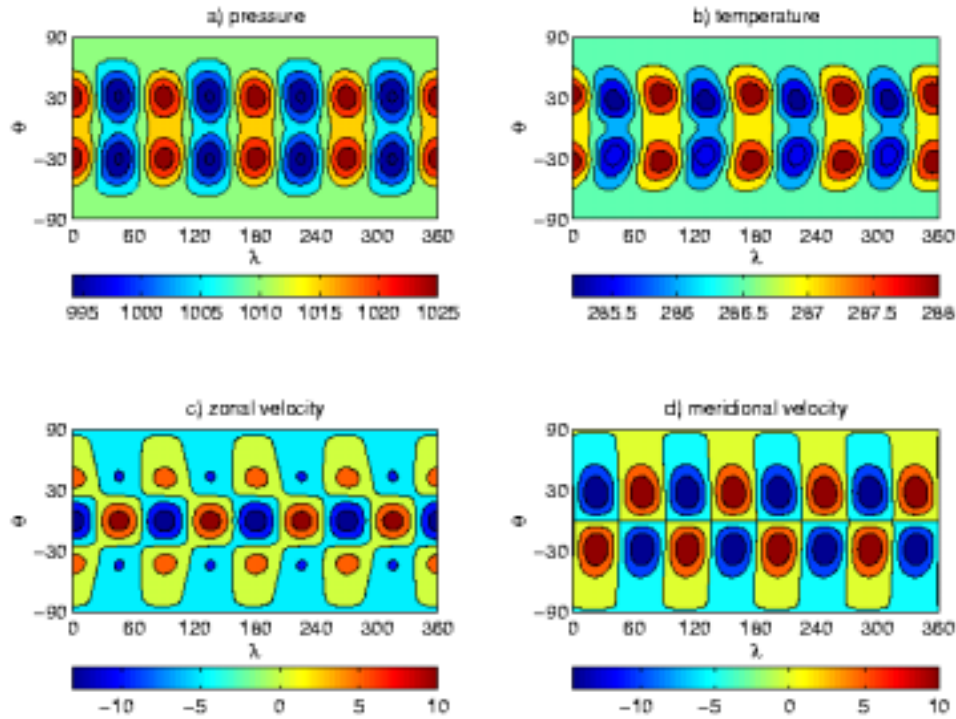 a) pressure
b) temperature
90
30
−30
−90
Φ
0 60 120 180 240 300 360
λ
995 1000 1005 1010 1015 1020 1025
90
30
−30
−90
Φ
0 60 120 180 240 300 360
λ
285.5 286 286.5 287 287.5 288
c) zonal velocity
d) meridional velocity
90
30
−30
−90
Φ
0 60 120 180 240 300 360
λ
−10 −5 0 5 10
90
30
−30
−90
Φ
0 60 120 180 240 300 360
λ
−10 −5 0 5 10